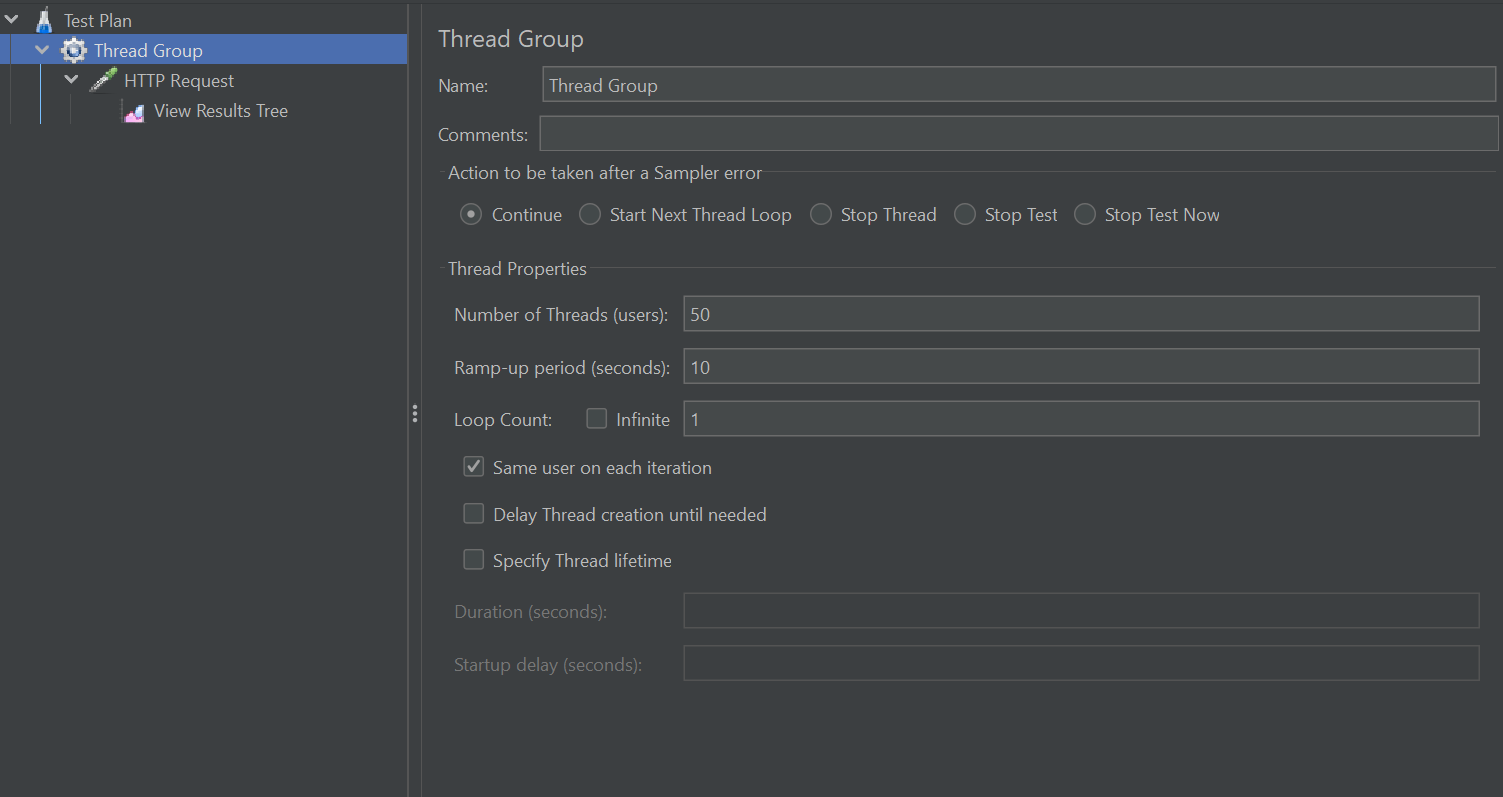 Test Plan
Thread Group
HTTP Request
View Results Tree
Thread Group
Name: Thread Group
Comments:
Action to be taken after a Sampler error
Continue Start Next Thread Loop Stop Thread Stop Test Stop Test Now
Thread Properties
Number of Threads (users): 50
Ramp-up period (seconds): 10
Loop Count: Infinite 1
Same user on each iteration
Delay Thread creation until needed
Specify Thread lifetime
Duration (seconds):
Startup delay (seconds):